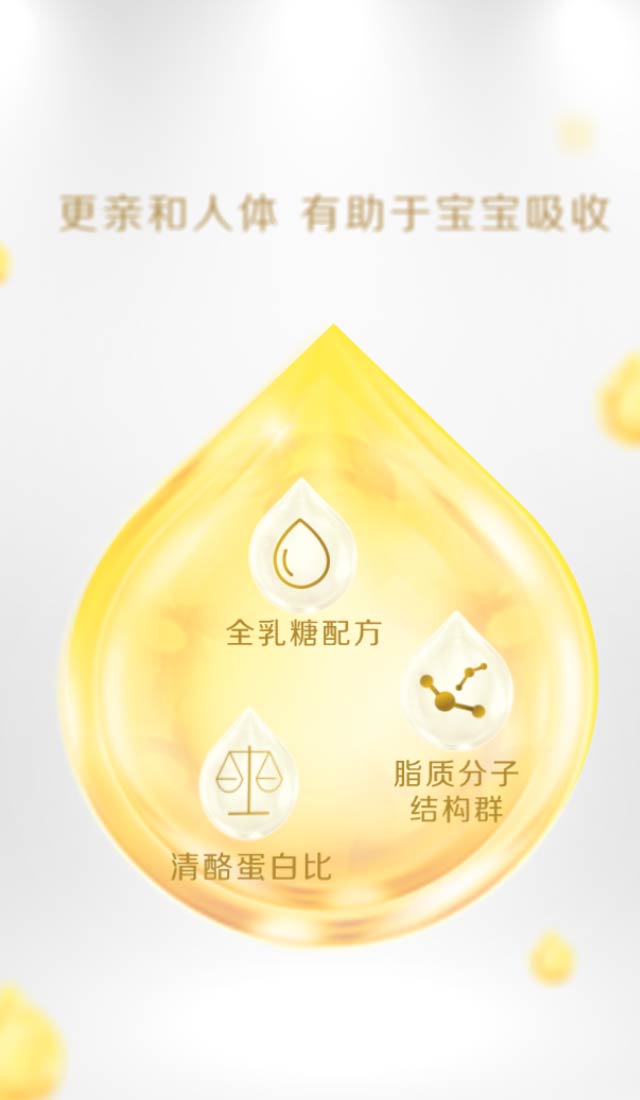 更亲和人体 有助于宝宝吸收
全乳糖配方
脂质分子
结构群
清酪蛋白比